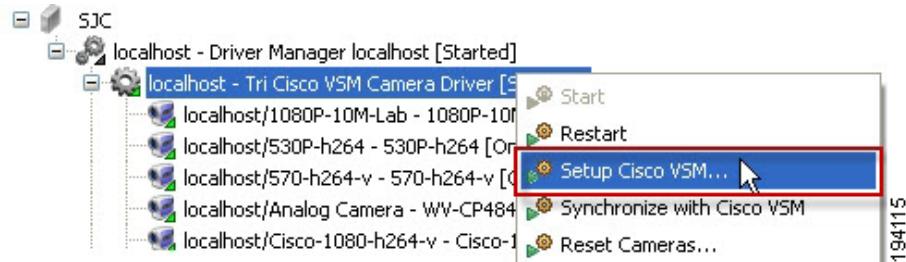 SJC
localhost - Driver Manager localhost [Started]
localhost - Tri Cisco VSM Camera Driver [S
Start
localhost/1080P-10M-Lab - 1080P-10
Restart
localhost/530P-h264 - 530P-h264 [
Setup Cisco VSM...
localhost/570-h264-v - 570-h264-v [
localhost/Analog Camera - WV-CP484
Synchronize with Cisco VSM
localhost/Cisco-1080-h264-v - Cisco-1
Reset Cameras...
194115